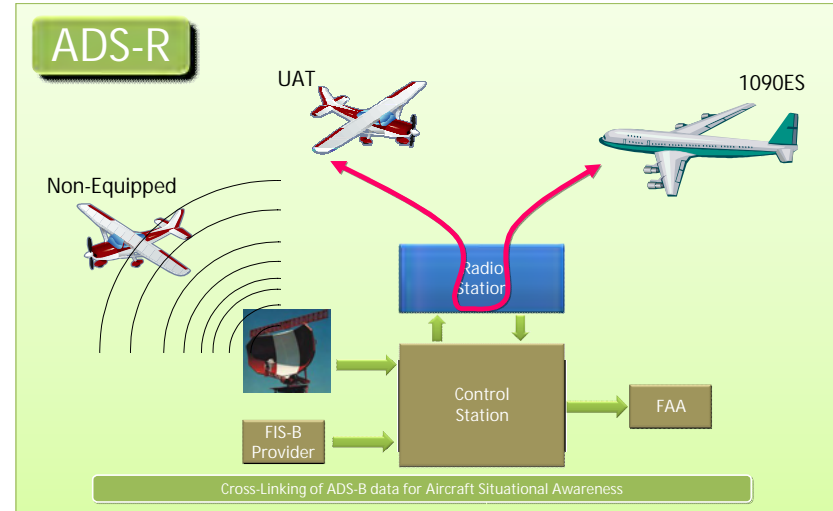 ADS-R
UAT
1090ES
Non-Equipped
Radio
Station
Control
Station
FAA
FIS-B
Provider
Cross-Linking of ADS-B data for Aircraft Situational Awareness